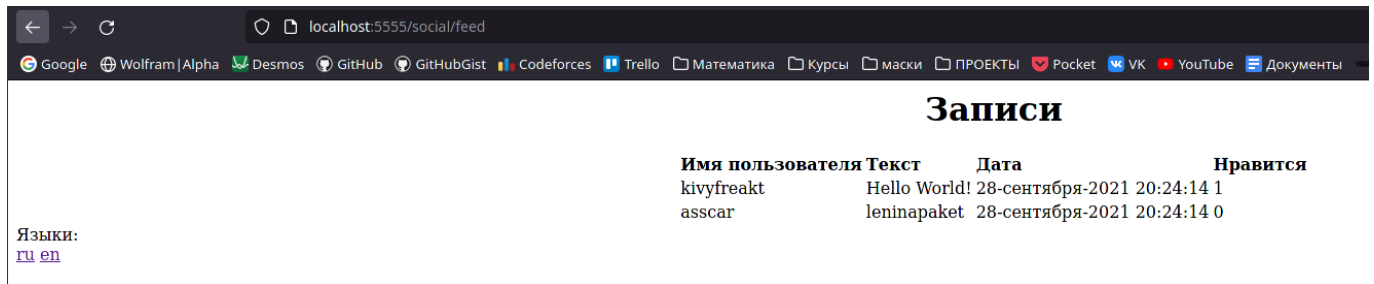 localhost:5555/social/feed
Google Wolfram|Alpha Desmos GitHub GitHubGist Codeforces Trello Математика Курсы маски ПРОЕКТЫ Pocket VK YouTube Документы
Записи
Имя пользователя Текст Дата Нравится
kivyfreakt Hello World! 28-сентября-2021 20:24:14 1
asscar leninapaket 28-сентября-2021 20:24:14 0
Языки:
ru en